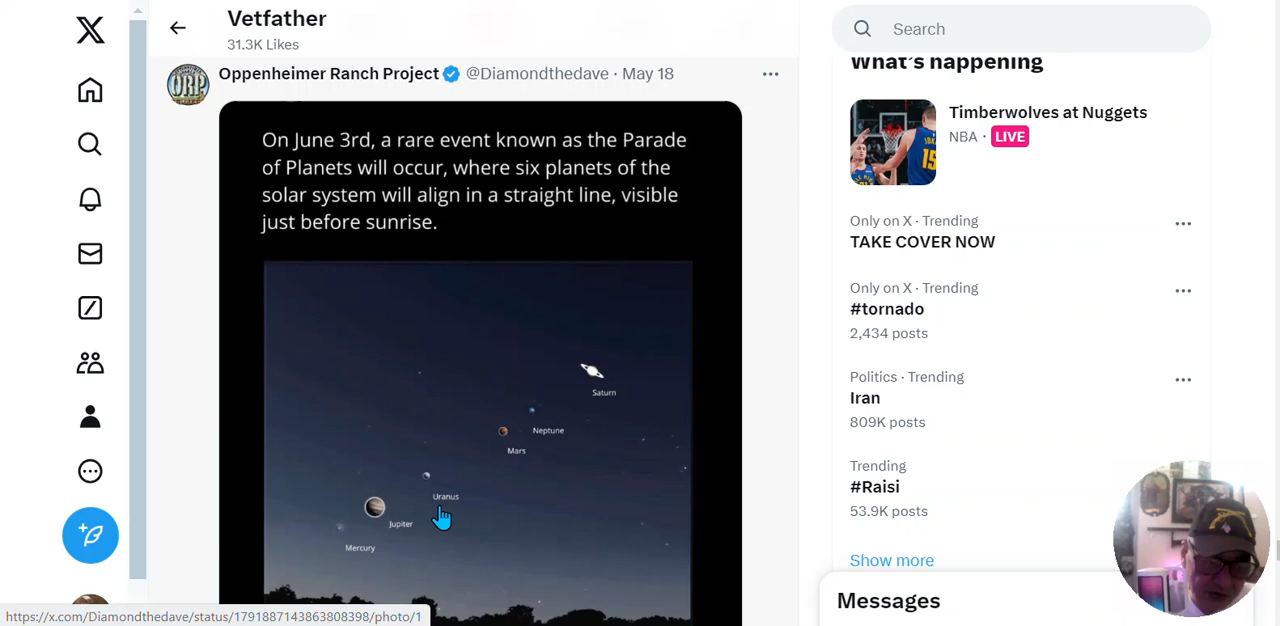 Vetfather
31.3K Likes
Oppenheimer Ranch Project @Diamondthedave · May 18
ORP
On June 3rd, a rare event known as the Parade
of Planets will occur, where six planets of the
solar system will align in a straight line, visible
just before sunrise.
Saturn
Neptune
Mars
Uranus
Jupiter
Mercury
https://x.com/Diamondthedave/status/1791887143863808398/photo/1
Search
What's happening
Timberwolves at Nuggets
NBA · LIVE
15
Only on X · Trending
TAKE COVER NOW
Only on X · Trending
#tornado
2,434 posts
Politics · Trending
Iran
809K posts
Trending
#Raisi
53.9K posts
Show more
Messages